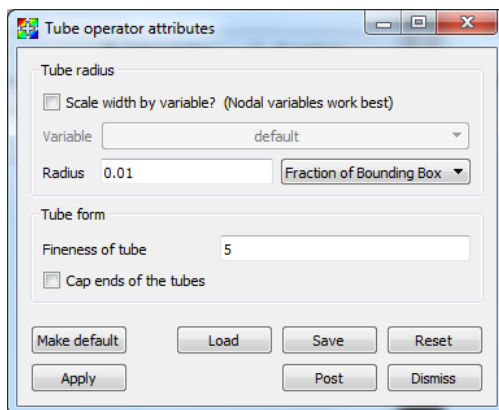 Tube operator attributes
Tube radius
Scale width by variable? (Nodal variables work best)
Variable default
Radius 0.01 Fraction of Bounding Box
Tube form
Fineness of tube 5
Cap ends of the tubes
Make default Load Save Reset
Apply Post Dismiss